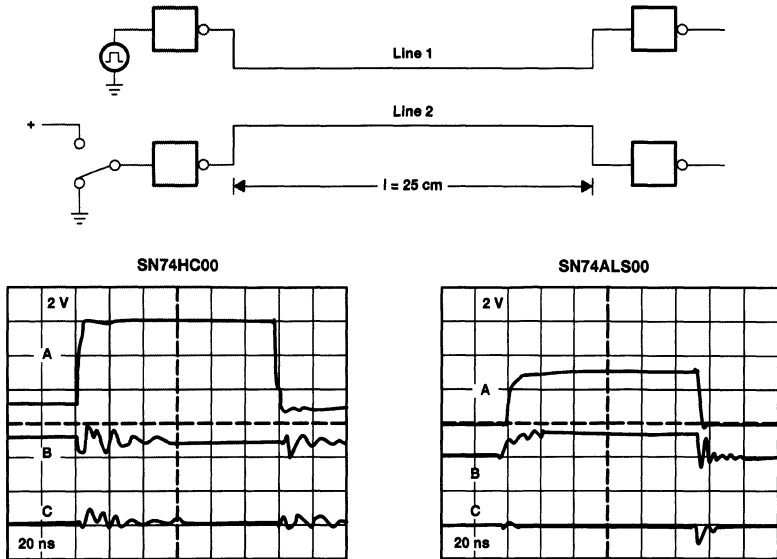 Line 1
Line 2
+
l = 25 cm
SN74HC00
2 V
A
B
C
20 ns
SN74ALS00
2 V
A
B
C
20 ns